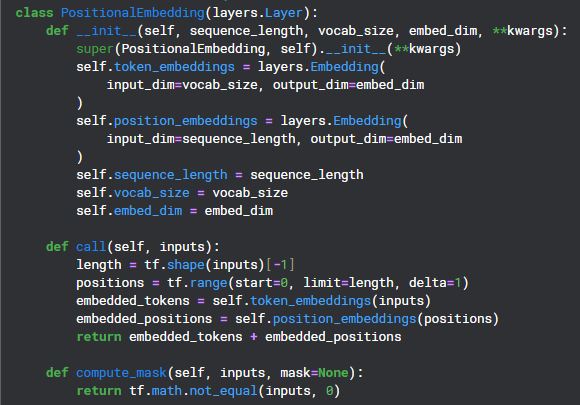 class PositionalEmbedding(layers.Layer):
    def __init__(self, sequence_length, vocab_size, embed_dim, **kwargs):
        super(PositionalEmbedding, self).__init__(**kwargs)
        self.token_embeddings = layers.Embedding(
            input_dim=vocab_size, output_dim=embed_dim
        )
        self.position_embeddings = layers.Embedding(
            input_dim=sequence_length, output_dim=embed_dim
        )
        self.sequence_length = sequence_length
        self.vocab_size = vocab_size
        self.embed_dim = embed_dim

    def call(self, inputs):
        length = tf.shape(inputs)[-1]
        positions = tf.range(start=0, limit=length, delta=1)
        embedded_tokens = self.token_embeddings(inputs)
        embedded_positions = self.position_embeddings(positions)
        return embedded_tokens + embedded_positions

    def compute_mask(self, inputs, mask=None):
        return tf.math.not_equal(inputs, 0)